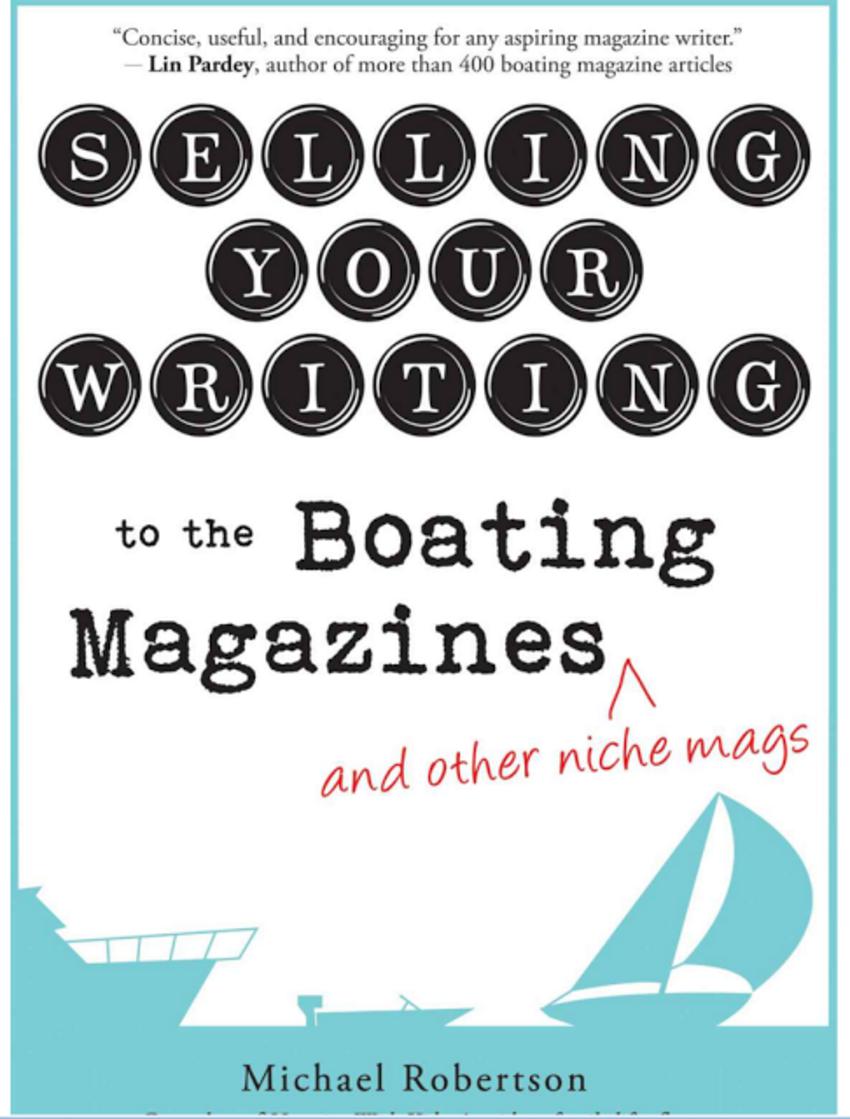 “Concise, useful, and encouraging for any aspiring magazine writer.”
— Lin Pardey, author of more than 400 boating magazine articles
SELLING
YOUR
WRITING
to the Boating
Magazines
and other niche mags
Michael Robertson